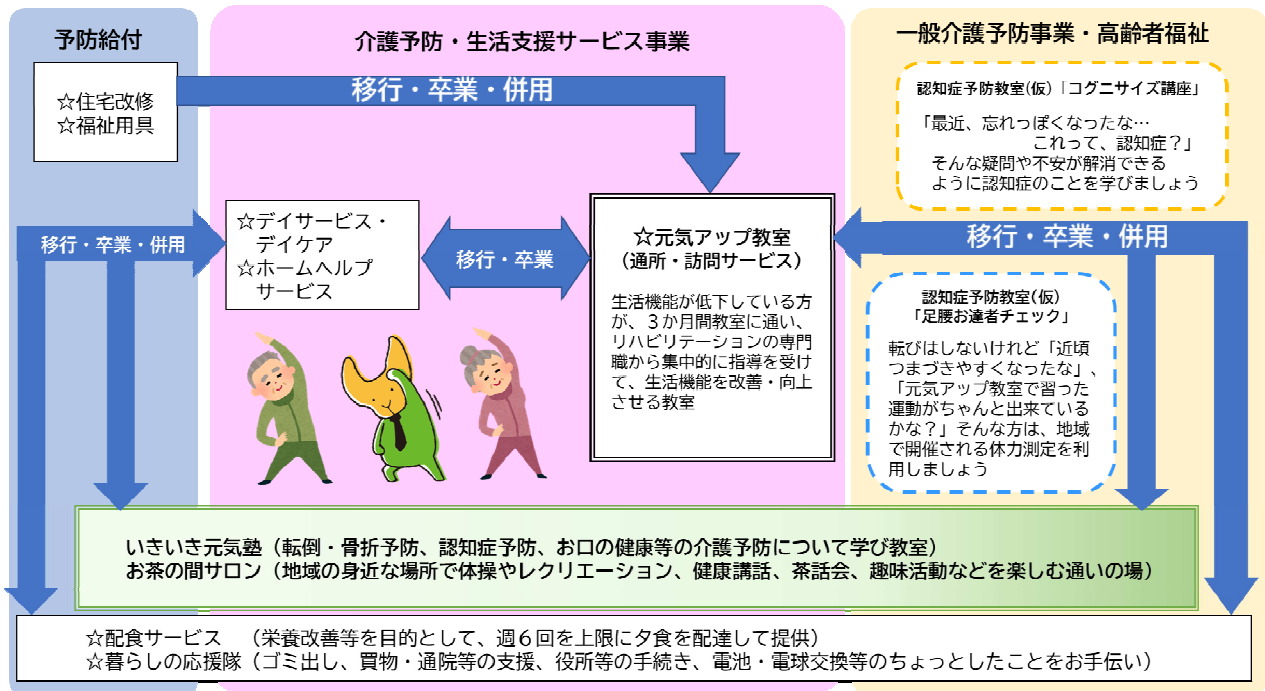 予防給付
☆住宅改修
☆福祉用具
介護予防・生活支援サービス事業
移行・卒業・併用
移行・卒業・併用
☆デイサービス・
デイケア
☆ホームヘルプ
サービス
移行・卒業
☆元気アップ教室
（通所・訪問サービス）
生活機能が低下している方
が、３か月間教室に通い、
リハビリテーションの専門
職から集中的に指導を受け
て、生活機能を改善・向上
させる教室
一般介護予防事業・高齢者福祉
認知症予防教室(仮)「コグニサイズ講座」
「最近、忘れっぽくなったな…
これって、認知症？」
そんな疑問や不安が解消できる
ように認知症のことを学びましょう
移行・卒業・併用
認知症予防教室(仮)
「足腰お達者チェック」
転びはしないけれど「近頃
つまづきやすくなったな」、
「元気アップ教室で習った
運動がちゃんと出来ている
かな？」そんな方は、地域
で開催される体力測定を利
用しましょう
いきいき元気塾（転倒・骨折予防、認知症予防、お口の健康等の介護予防について学び教室）
お茶の間サロン（地域の身近な場所で体操やレクリエーション、健康講話、茶話会、趣味活動などを楽しむ通いの場）
☆配食サービス　（栄養改善等を目的として、週６回を上限に夕食を配達して提供）
☆暮らしの応援隊（ゴミ出し、買物・通院等の支援、役所等の手続き、電池・電球交換等のちょっとしたことをお手伝い）